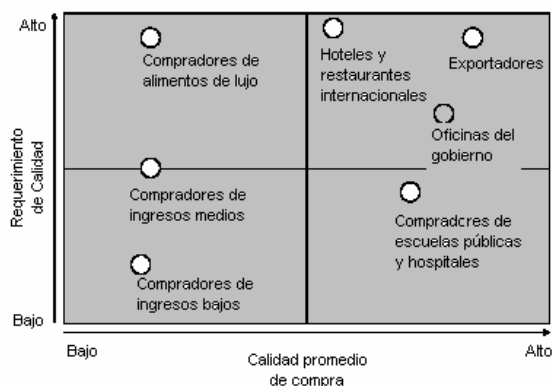 Alto
Requerimiento
de Calidad
Bajo
Compradores de
alimentos de lujo
Hoteles y
restaurantes
internacionales
Exportadores
Oficinas del
gobierno
Compradores de
ingresos medios
Compradores de
escuelas públicas
y hospitales
Compradores de
ingresos bajos
Bajo
Calidad promedio
de compra
Alto